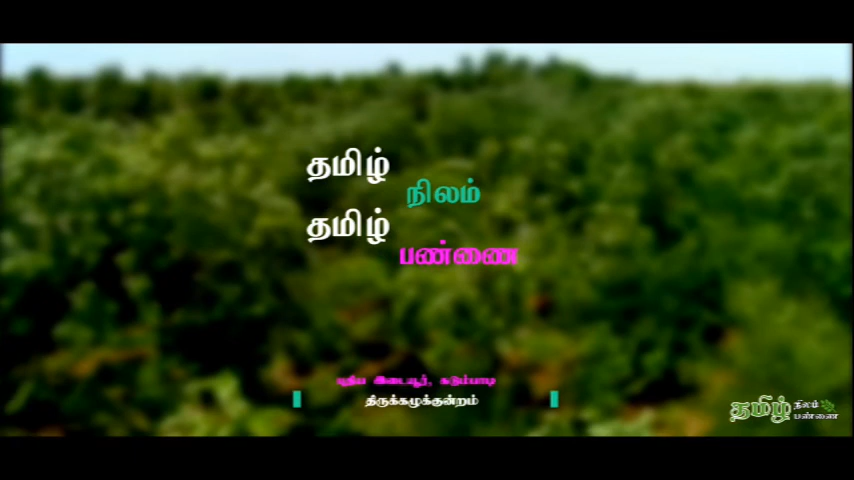 தமிழ்
நிலம்
தமிழ்
பண்ணை
புதிய இடையூர், கடும்பாடி
திருக்கழுக்குன்றம்
தமிழ் நிலம்
பண்ணை